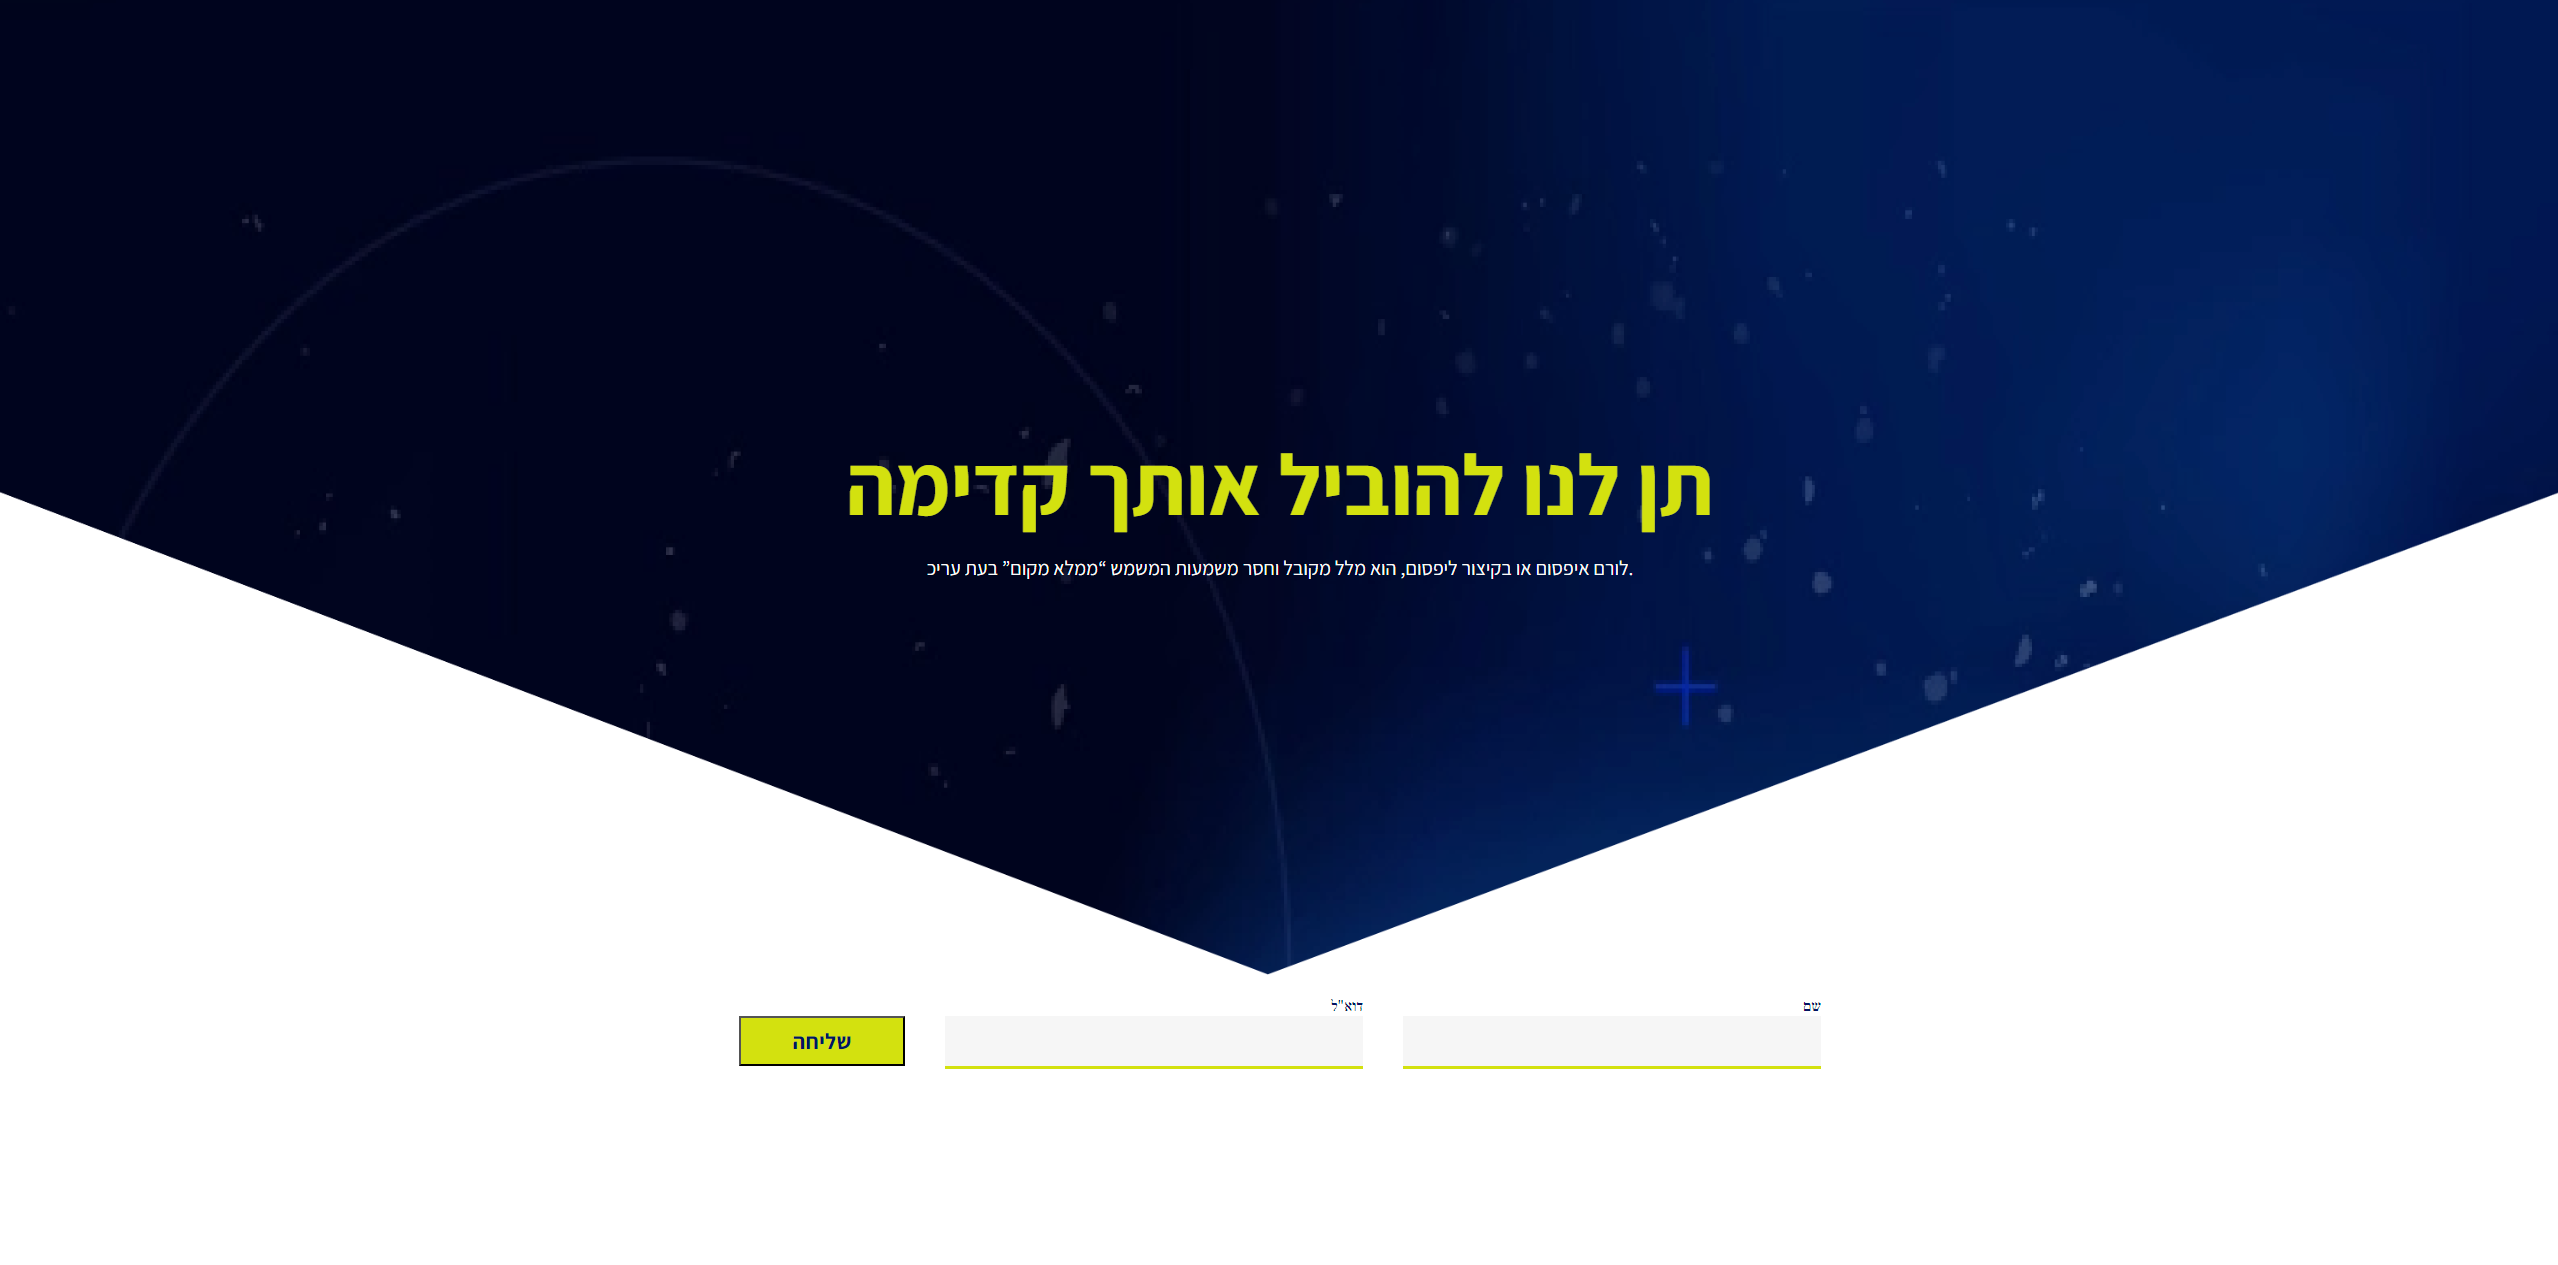 תן לנו להוביל אותך קדימה
לורם איפסום או בקיצור ליפסום, הוא מלל מקובל וחסר משמעות המשמש “ממלא מקום” בעת עריכ.
שם
דוא"ל
שליחה